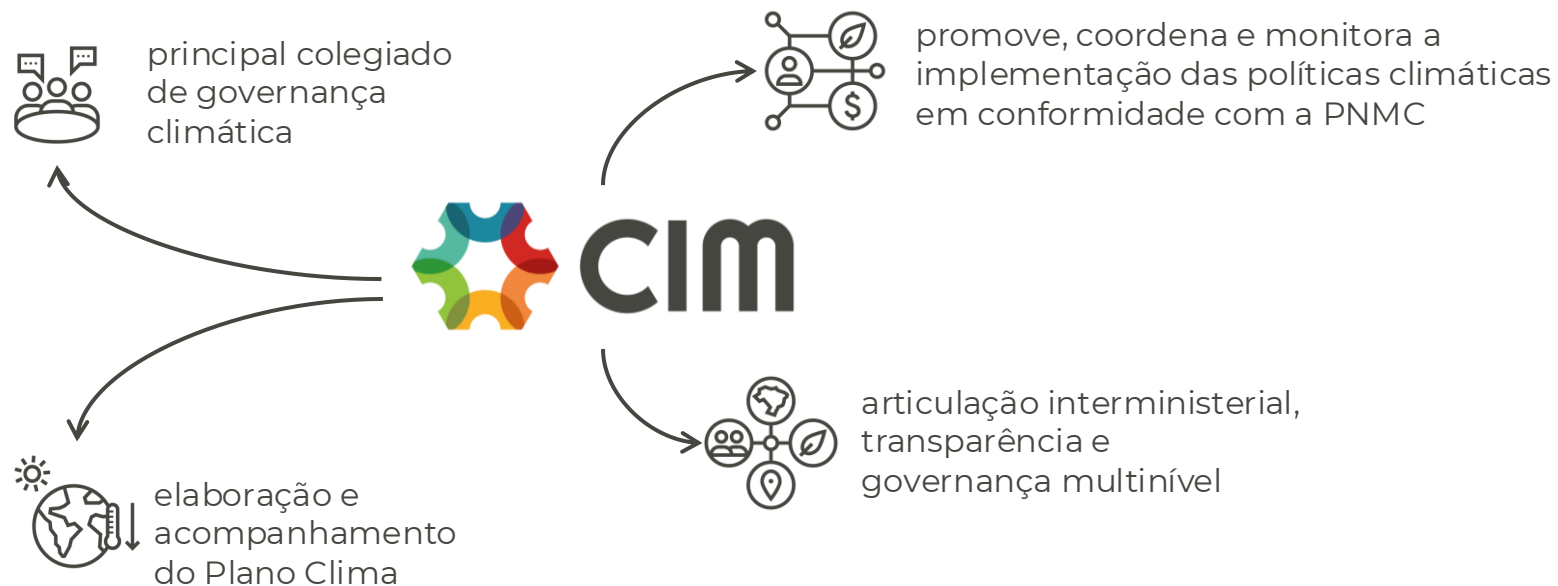 principal colegiado
de governança
climática
promove, coordena e monitora a
implementação das políticas climáticas
em conformidade com a PNMC
CIM
elaboração e
acompanhamento
do Plano Clima
articulação interministerial,
transparência e
governança multinível